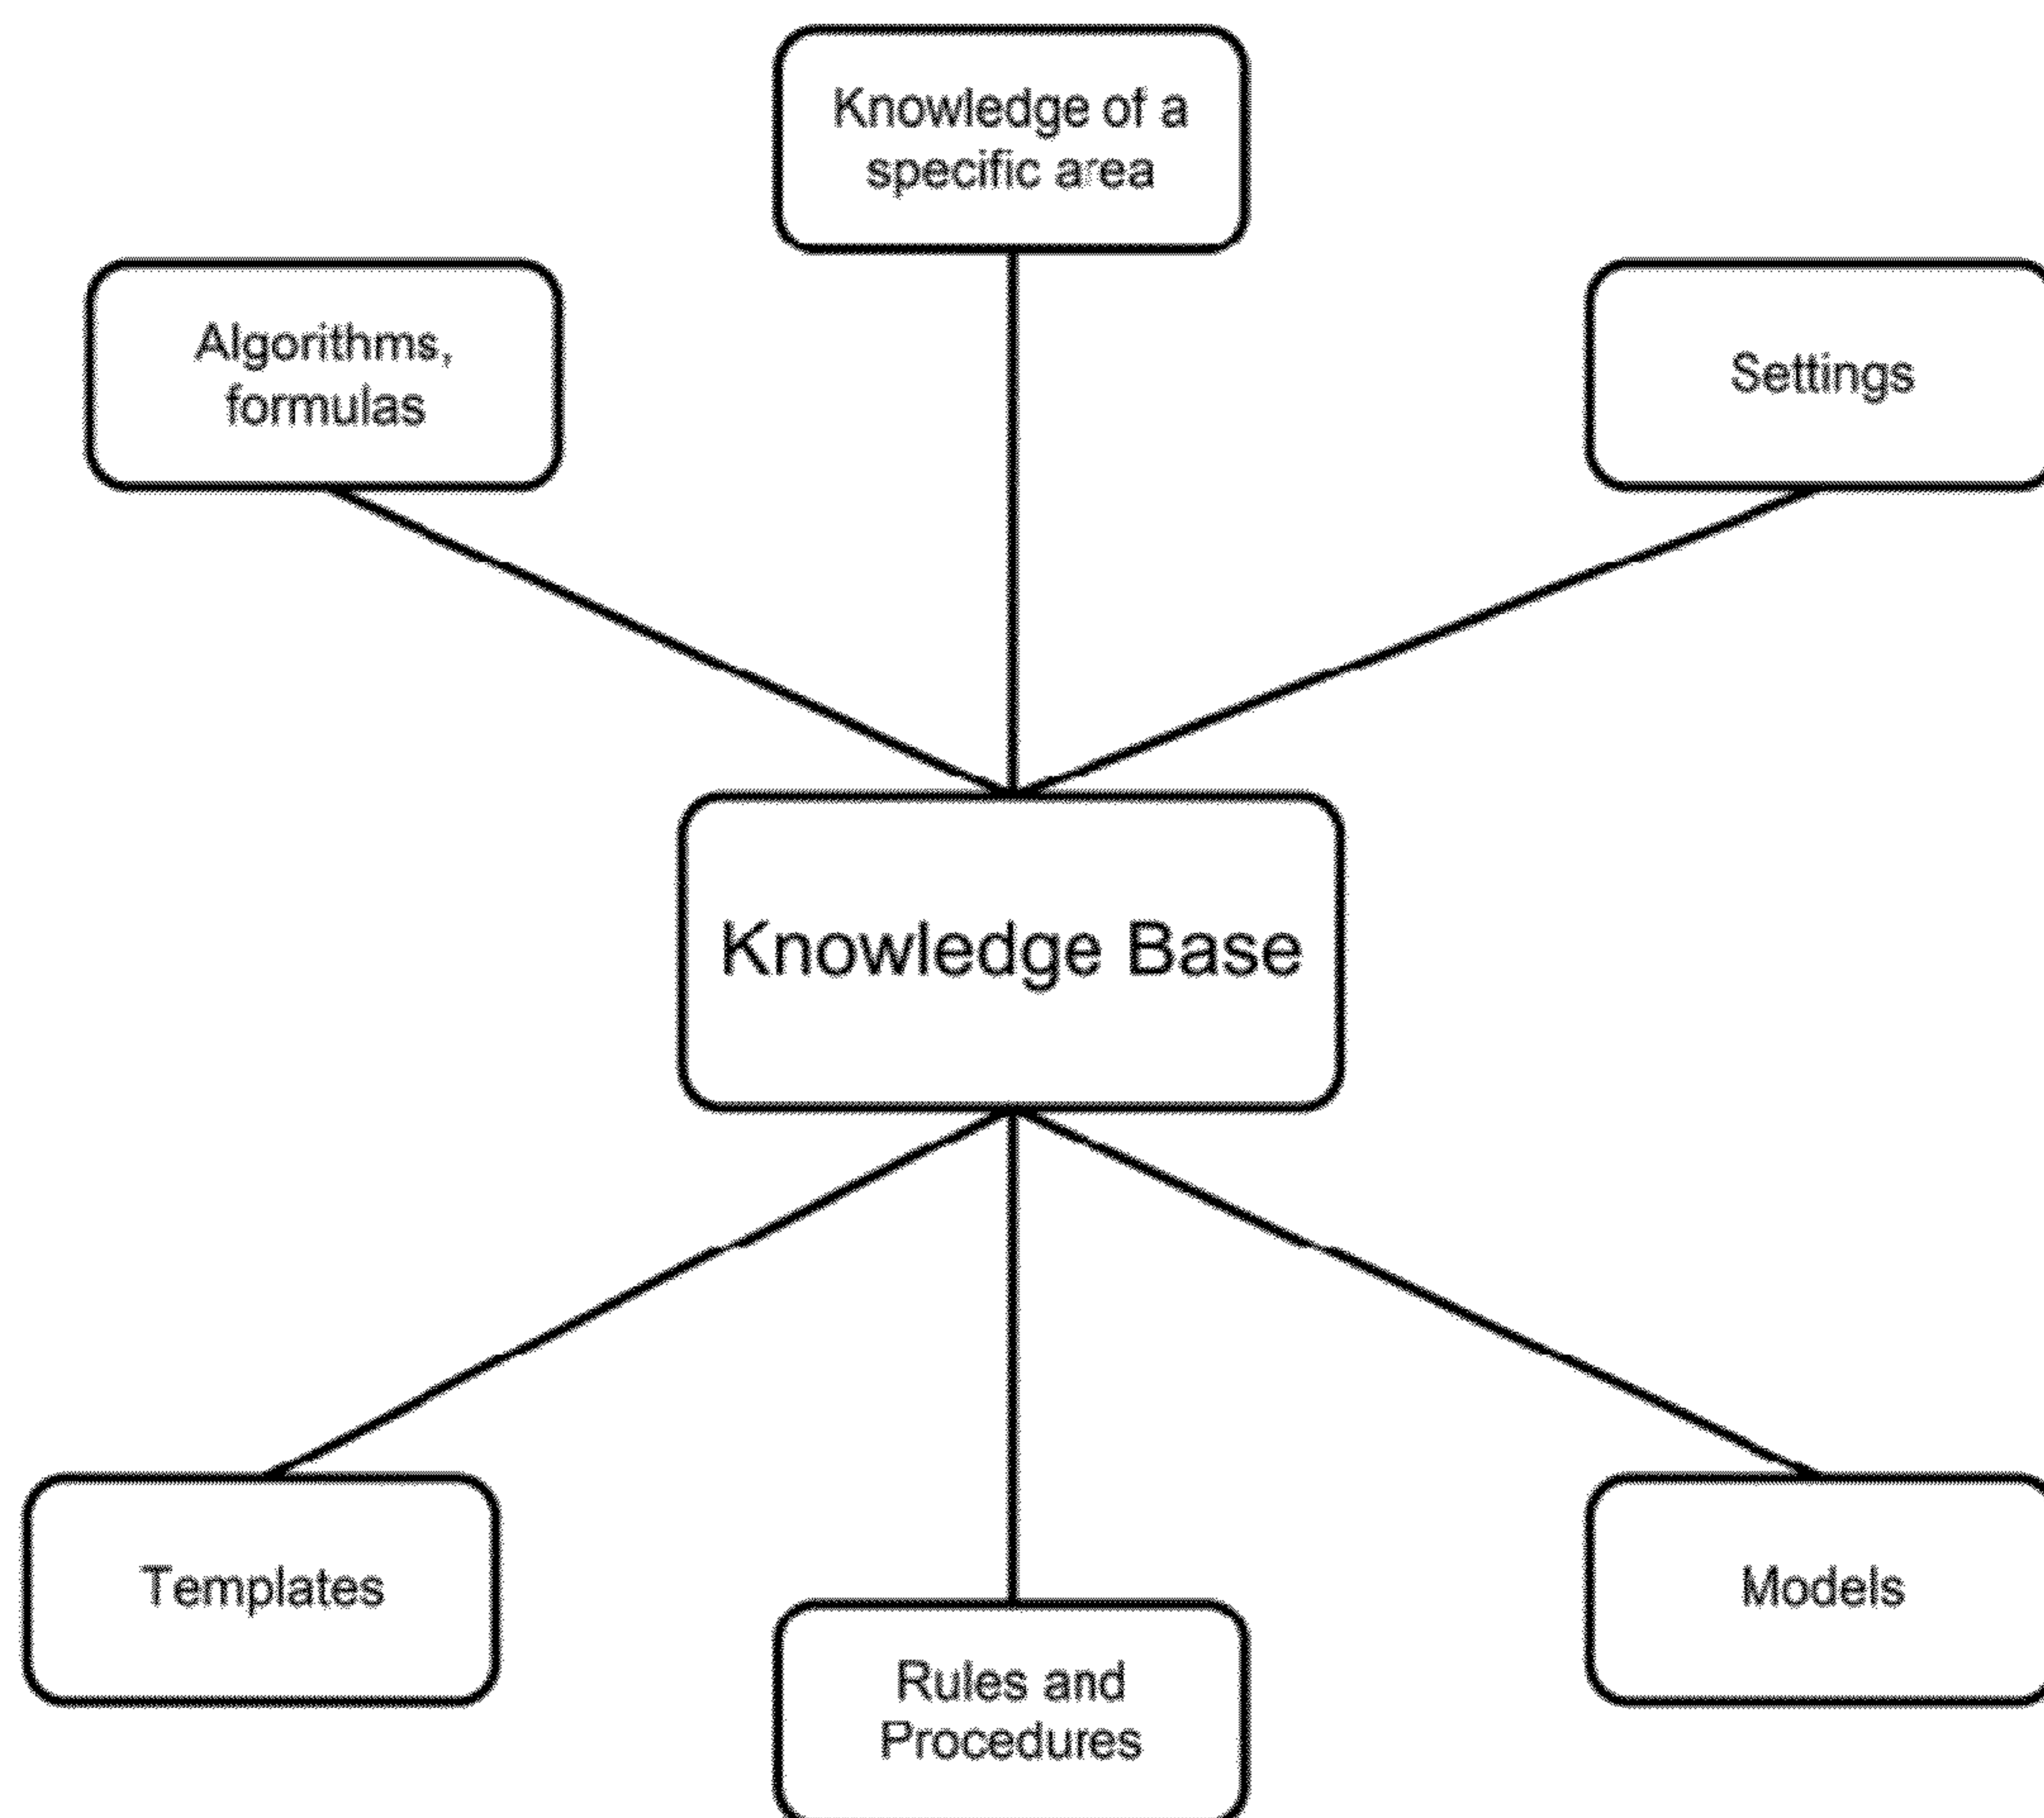 Knowledge of a
specific area
Algorithms,
formulas
Settings
Knowledge Base
Templates
Models
Rules and
Procedures